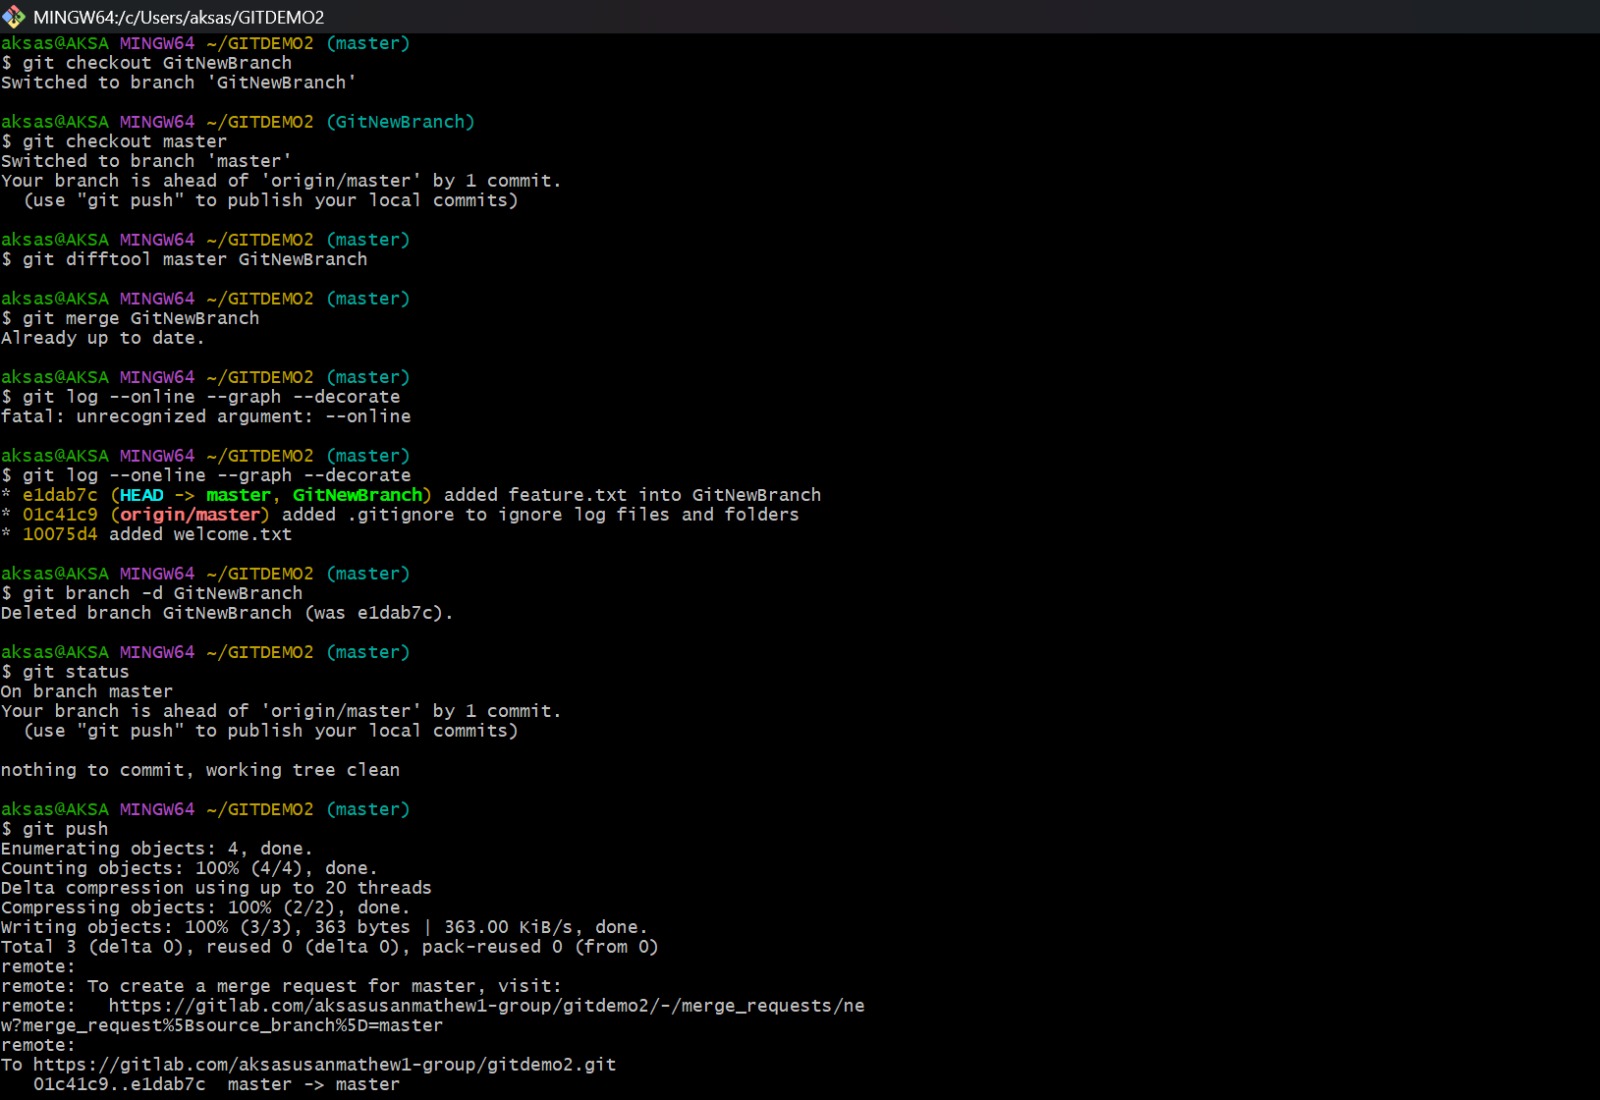 MINGW64:/c/Users/aksas/GITDEMO2
aksas@AKSA MINGW64 ~/GITDEMO2 (master)
$ git checkout GitNewBranch
Switched to branch 'GitNewBranch'
aksas@AKSA MINGW64 ~/GITDEMO2 (GitNewBranch)
$ git checkout master
Switched to branch 'master'
Your branch is ahead of 'origin/master' by 1 commit.
  (use "git push" to publish your local commits)
aksas@AKSA MINGW64 ~/GITDEMO2 (master)
$ git difftool master GitNewBranch
aksas@AKSA MINGW64 ~/GITDEMO2 (master)
$ git merge GitNewBranch
Already up to date.
aksas@AKSA MINGW64 ~/GITDEMO2 (master)
$ git log --online --graph --decorate
fatal: unrecognized argument: --online
aksas@AKSA MINGW64 ~/GITDEMO2 (master)
$ git log --oneline --graph --decorate
* e1dab7c (HEAD -> master, GitNewBranch) added feature.txt into GitNewBranch
* 01c41c9 (origin/master) added .gitignore to ignore log files and folders
* 10075d4 added welcome.txt
aksas@AKSA MINGW64 ~/GITDEMO2 (master)
$ git branch -d GitNewBranch
Deleted branch GitNewBranch (was e1dab7c).
aksas@AKSA MINGW64 ~/GITDEMO2 (master)
$ git status
On branch master
Your branch is ahead of 'origin/master' by 1 commit.
  (use "git push" to publish your local commits)
nothing to commit, working tree clean
aksas@AKSA MINGW64 ~/GITDEMO2 (master)
$ git push
Enumerating objects: 4, done.
Counting objects: 100% (4/4), done.
Delta compression using up to 20 threads
Compressing objects: 100% (2/2), done.
Writing objects: 100% (3/3), 363 bytes | 363.00 KiB/s, done.
Total 3 (delta 0), reused 0 (delta 0), pack-reused 0 (from 0)
remote:
remote: To create a merge request for master, visit:
remote:   https://gitlab.com/aksasusanmathew1-group/gitdemo2/-/merge_requests/ne
w?merge_request%5Bsource_branch%5D=master
remote:
To https://gitlab.com/aksasusanmathew1-group/gitdemo2.git
   01c41c9..e1dab7c  master -> master